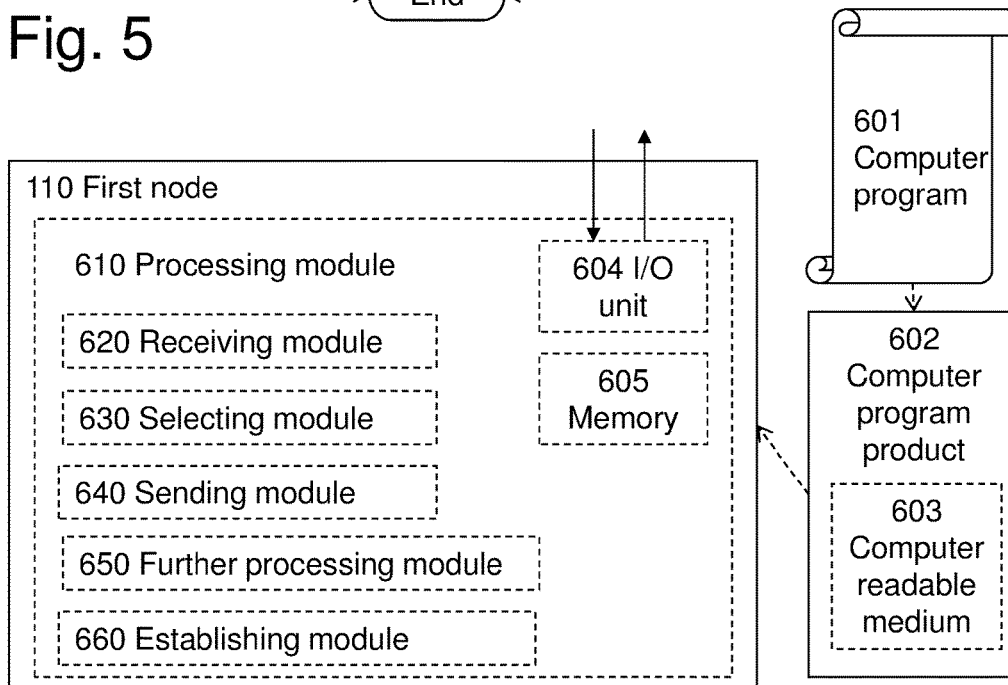 End
Fig. 5
601
Computer
program
110 First node
610 Processing module
604 I/O
unit
620 Receiving module
605
Memory
630 Selecting module
640 Sending module
650 Further processing module
660 Establishing module
602
Computer
program
product
603
Computer
readable
medium